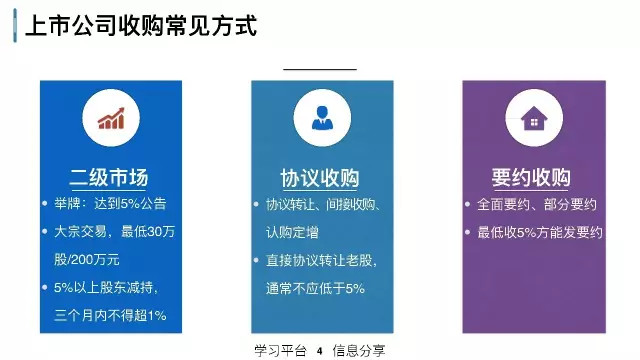 上市公司收购常见方式
二级市场
• 举牌：达到5%公告
• 大宗交易，最低30万
股/200万元
• 5%以上股东减持，
三个月内不得超1%
协议收购
• 协议转让、间接收购、
认购定增
• 直接协议转让老股，
通常不应低于5%
要约收购
• 全面要约、部分要约
• 最低收5%方能发要约
学习平台 4 信息分享